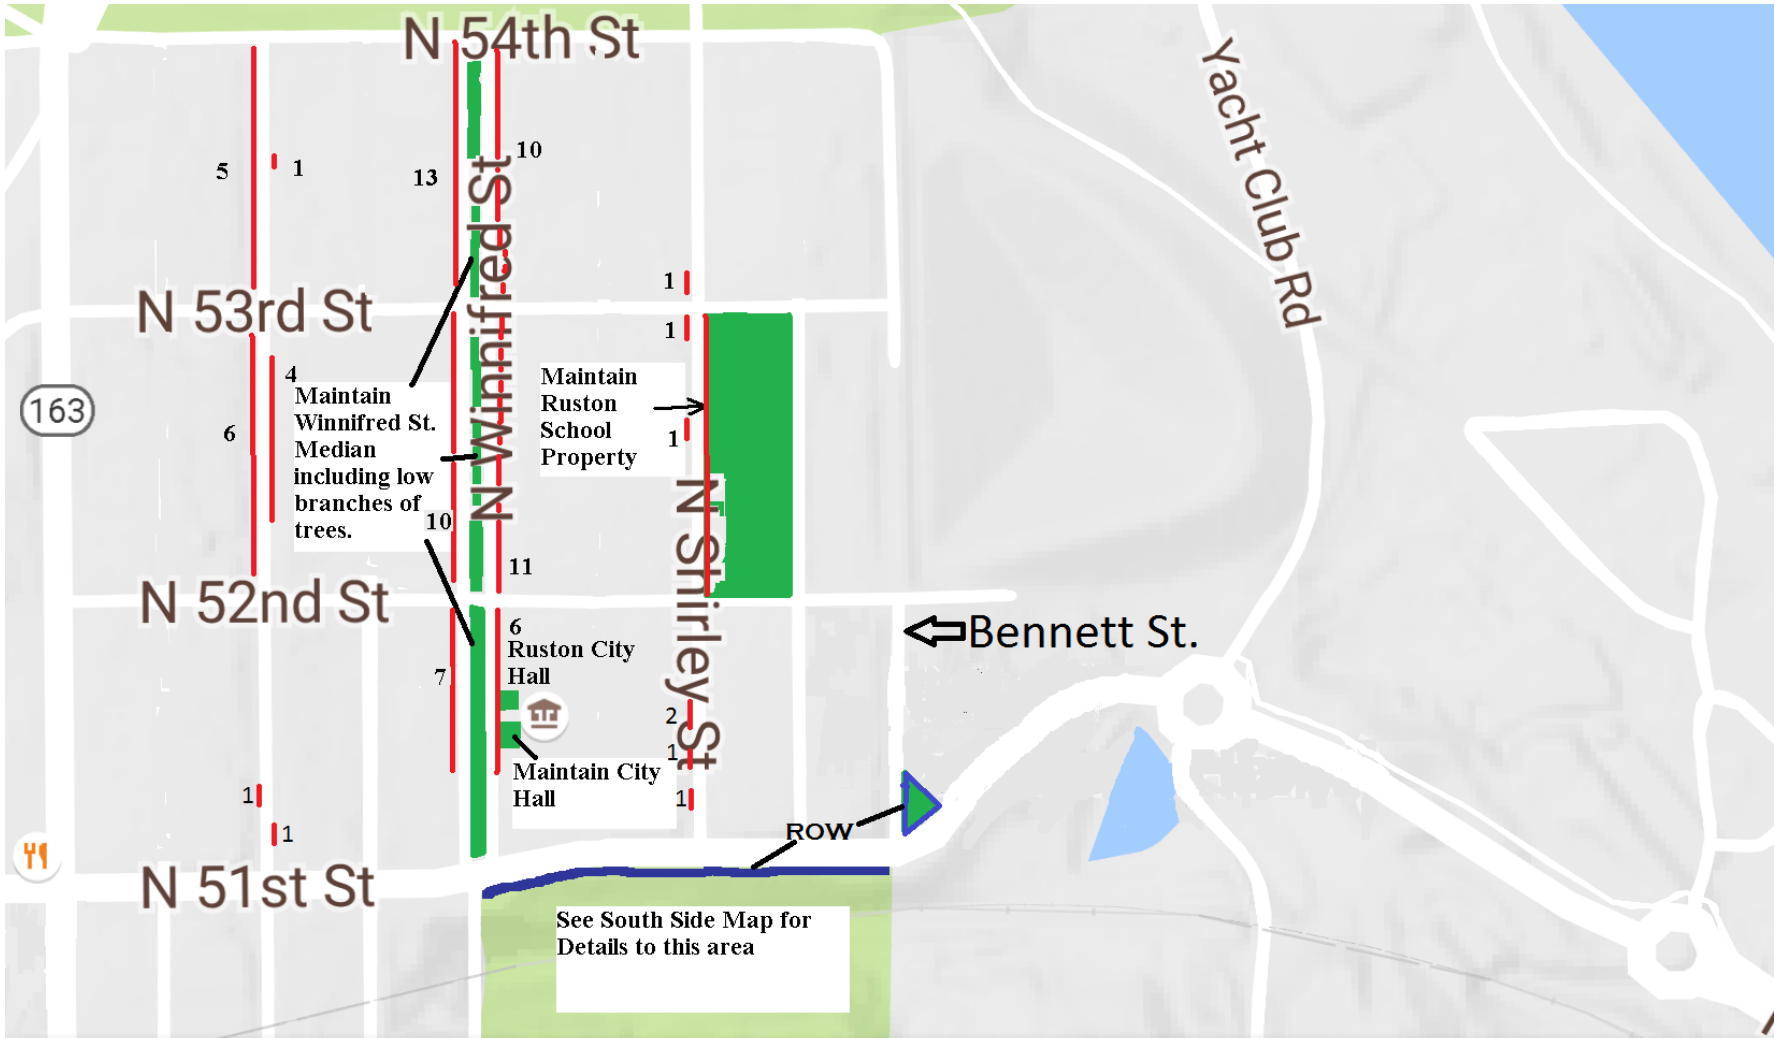 N 54th St
Yacht Club Rd
5
1
13
10
N Winnifred St
1
N 53rd St
1
163
4
6
Maintain
Winnifred St.
Median
including low
branches of
trees.
10
Maintain
Ruston
School
Property
1
11
N Shirley St
N 52nd St
6
Ruston City
Hall
7
Bennett St.
2
1
Maintain City
Hall
1
1
1
ROW
N 51st St
See South Side Map for
Details to this area